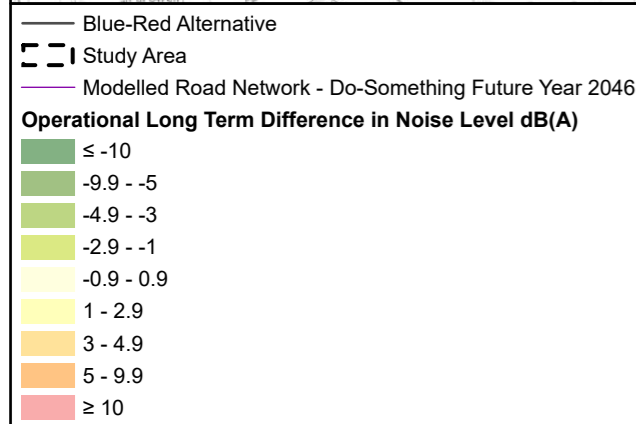 Blue-Red Alternative
Study Area
Modelled Road Network - Do-Something Future Year 2046
Operational Long Term Difference in Noise Level dB(A)
≤ -10
-9.9 - -5
-4.9 - -3
-2.9 - -1
-0.9 - 0.9
1 - 2.9
3 - 4.9
5 - 9.9
≥ 10